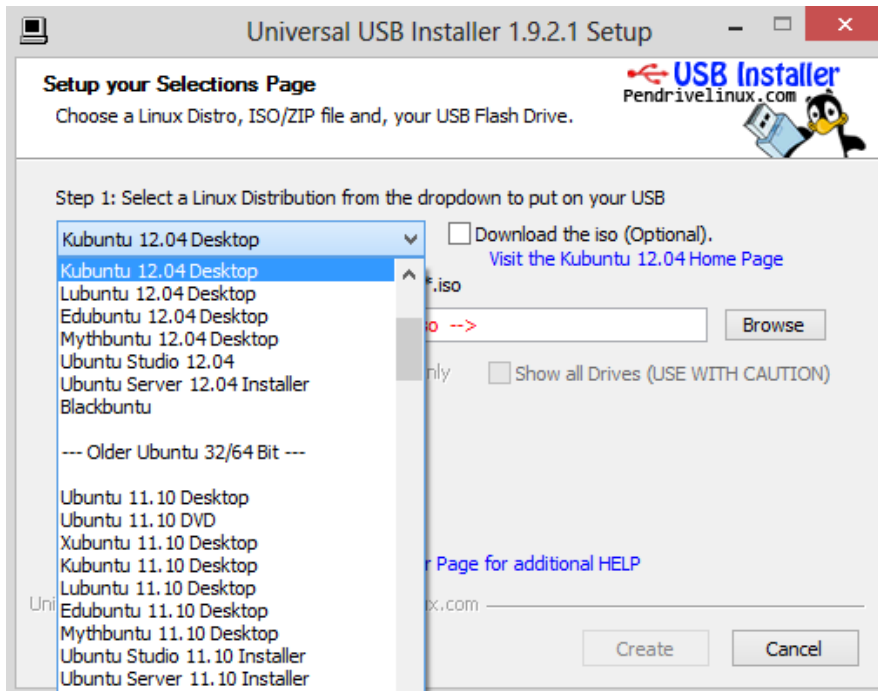 Universal USB Installer 1.9.2.1 Setup
Setup your Selections Page
Choose a Linux Distro, ISO/ZIP file and, your USB Flash Drive.
USB Installer
Pendrivelinux.com
Step 1: Select a Linux Distribution from the dropdown to put on your USB
Kubuntu 12.04 Desktop
Download the iso (Optional).
Visit the Kubuntu 12.04 Home Page
Kubuntu 12.04 Desktop
Lubuntu 12.04 Desktop
Edubuntu 12.04 Desktop
Mythbuntu 12.04 Desktop
Ubuntu Studio 12.04
Ubuntu Server 12.04 Installer
Blackbuntu
--- Older Ubuntu 32/64 Bit ---
Ubuntu 11.10 Desktop
Ubuntu 11.10 DVD
Xubuntu 11.10 Desktop
Kubuntu 11.10 Desktop
Lubuntu 11.10 Desktop
Edubuntu 11.10 Desktop
Mythbuntu 11.10 Desktop
Ubuntu Studio 11.10 Installer
Ubuntu Server 11.10 Installer
*.iso
-->
Browse
Show all Drives (USE WITH CAUTION)
Page for additional HELP
.com
Create
Cancel